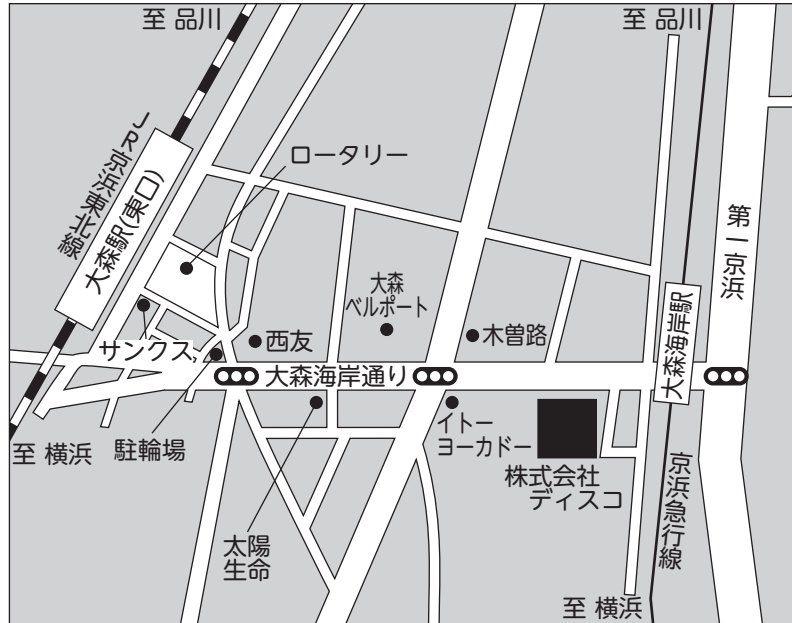 至 品川
至 品川
JR京浜東北線
ロータリー
大森駅(東口)
第一京浜
大森
ベルポート
大森海岸駅
サンクス
西友
木曽路
大森海岸通り
イトー
ヨーカドー
至 横浜
駐輪場
株式会社
ディスコ
京浜急行線
太陽
生命
至 横浜